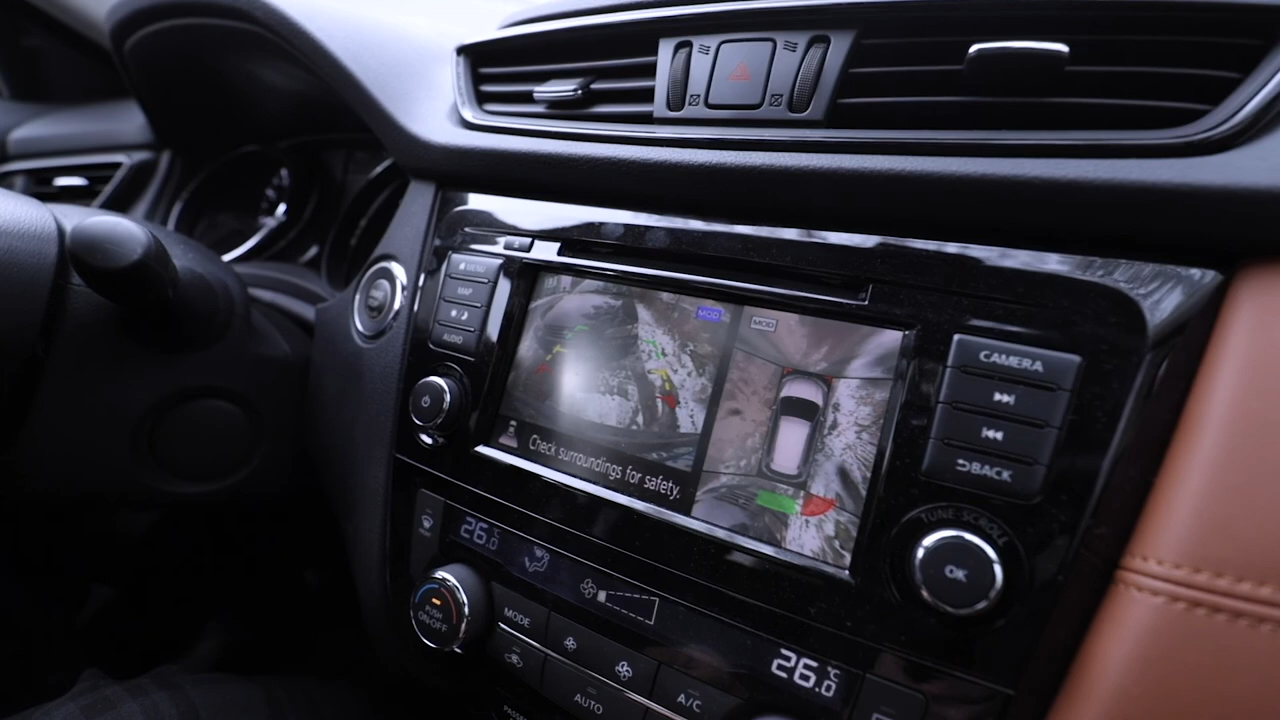 MENU
MAP
AUDIO
MOD
MOD
Check surroundings for safety.
CAMERA
BACK
TUNE·SCROLL
OK
26.0 °C
PUSH
ON·OFF
MODE
AUTO
A/C
26.0 °C